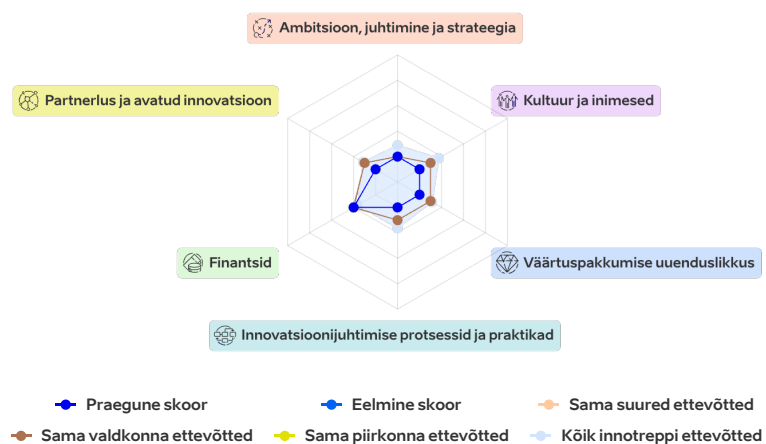 Ambitsioon, juhtimine ja strateegia
Partnerlus ja avatud innovatsioon
Kultuur ja inimesed
Finantsid
Väärtuspakkumise uuenduslikkus
Innovatsioonijuhtimise protsessid ja praktikad
Praegune skoor
Eelmine skoor
Sama suured ettevõtted
Sama valdkonna ettevõtted
Sama piirkonna ettevõtted
Kõik innotreppi ettevõtted